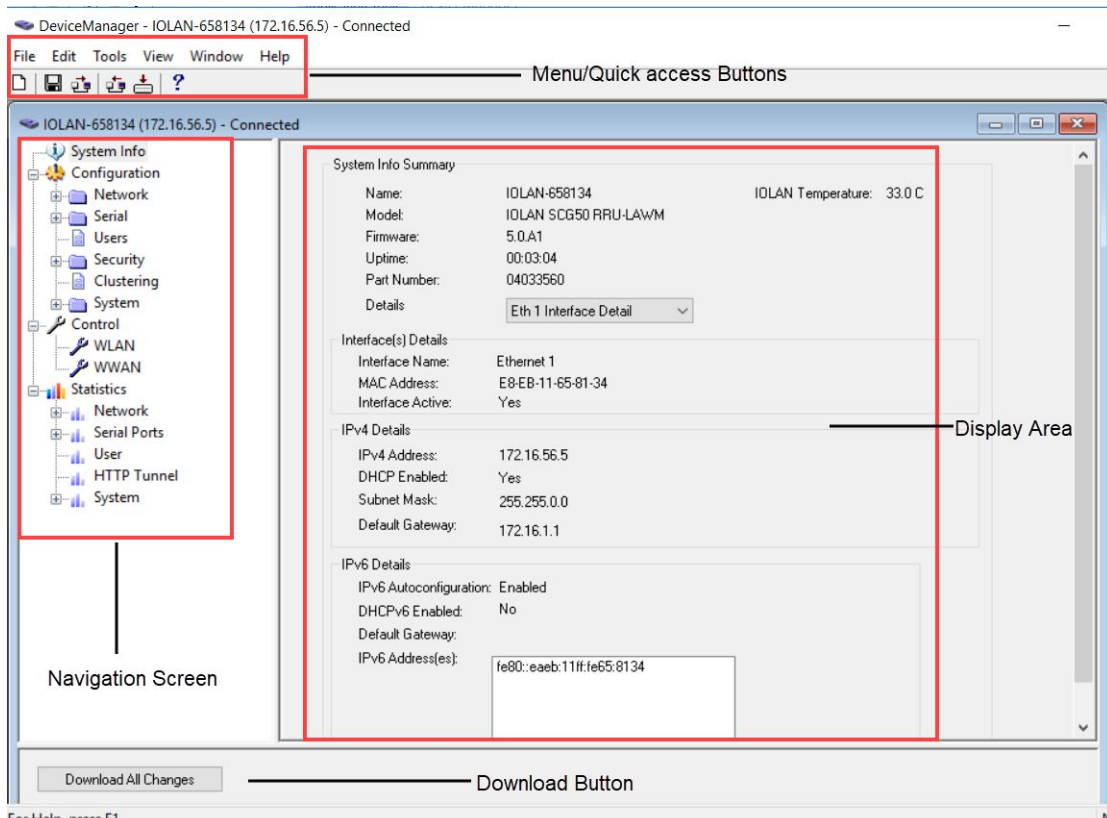 DeviceManager - IOLAN-658134 (172.16.56.5) - Connected
File Edit Tools View Window Help
?
Menu/Quick access Buttons
IOLAN-658134 (172.16.56.5) - Connected
System Info
Configuration
Network
Serial
Users
Security
Clustering
System
Control
WLAN
WWAN
Statistics
Network
Serial Ports
User
HTTP Tunnel
System
Navigation Screen
System Info Summary
Name: IOLAN-658134 IOLAN Temperature: 33.0 C
Model: IOLAN SCG50 RRU-LAWM
Firmware: 5.0.A1
Uptime: 00:03:04
Part Number: 04033560
Details Eth 1 Interface Detail
Interface(s) Details
Interface Name: Ethernet 1
MAC Address: E8-EB-11-65-81-34
Interface Active: Yes
IPv4 Details
IPv4 Address: 172.16.56.5
DHCP Enabled: Yes
Subnet Mask: 255.255.0.0
Default Gateway: 172.16.1.1
IPv6 Details
IPv6 Autoconfiguration: Enabled
DHCPv6 Enabled: No
Default Gateway:
IPv6 Address(es): fe80::eaeb:11ff:fe65:8134
Display Area
Download All Changes
Download Button
For Help, press F1